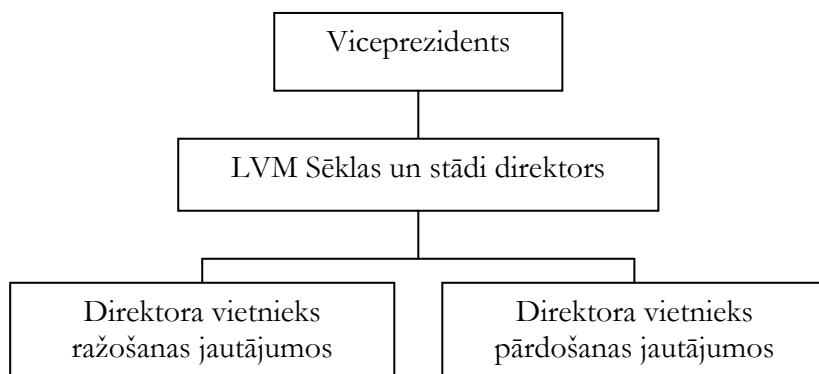 Viceprezidents
LVM Sēklas un stādi direktors
Direktora vietnieks
ražošanas jautājumos
Direktora vietnieks
pārdošanas jautājumos